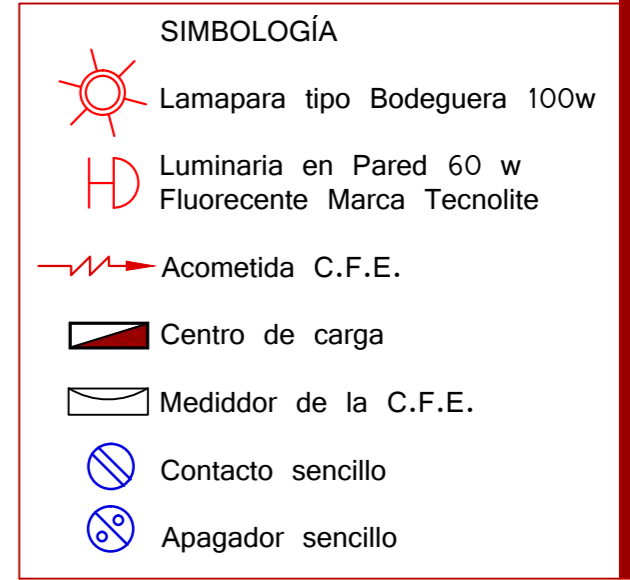 SIMBOLOGÍA
Lamapara tipo Bodeguera 100w
Luminaria en Pared 60 w
Fluorecente Marca Tecnolite
Acometida C.F.E.
Centro de carga
Mediddor de la C.F.E.
Contacto sencillo
Apagador sencillo